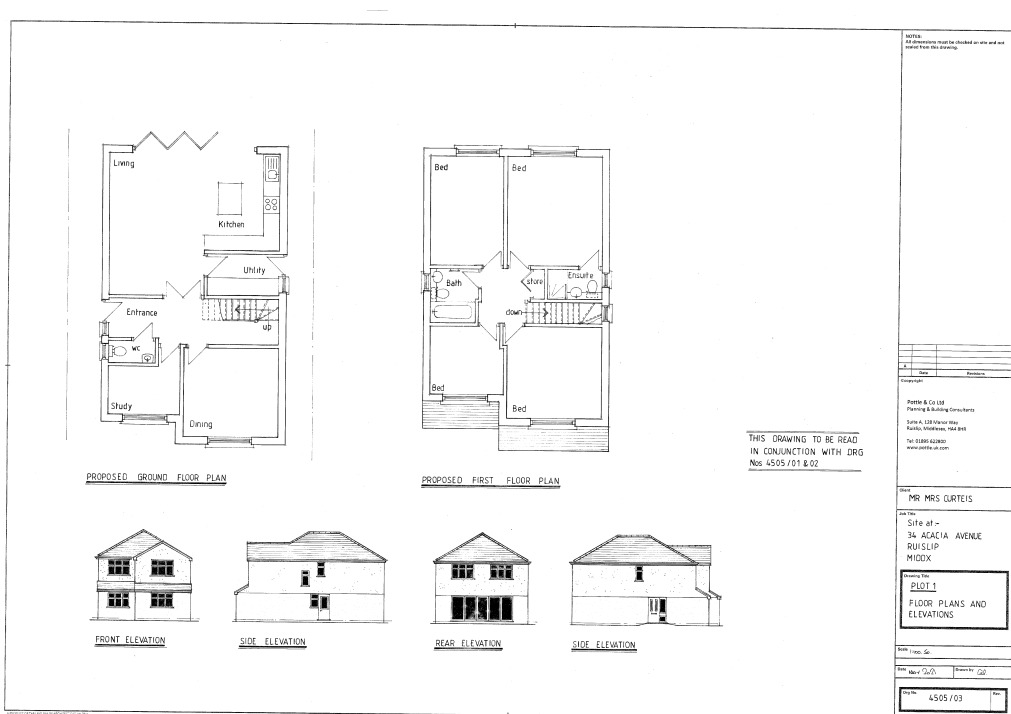 NOTES:
All dimensions must be checked on site and not
scaled from this drawing.
Living
Kitchen
Utility
Entrance
up
WC
Study
Dining
PROPOSED GROUND FLOOR PLAN
Bed
Bed
Bath
store
Ensuite
down
Bed
Bed
PROPOSED FIRST FLOOR PLAN
THIS DRAWING TO BE READ
IN CONJUNCTION WITH DRG
Nos 4505/01 & 02
FRONT ELEVATION
SIDE ELEVATION
REAR ELEVATION
SIDE ELEVATION
A
Date Revisions
Copyright
Pottle & Co Ltd
Planning & Building Consultants
Suite A, 128 Manor Way
Ruislip, Middlesex, HA4 8HR
Tel: 01895 622800
www.pottle.uk.com
Client
MR MRS CURTEIS
Job Title
Site at:-
34 ACACIA AVENUE
RUISLIP
MIDDX
Drawing Title
PLOT 1
FLOOR PLANS AND
ELEVATIONS
Scale
Date 2021 Drawn by
Drg No. 4505/03 Rev.